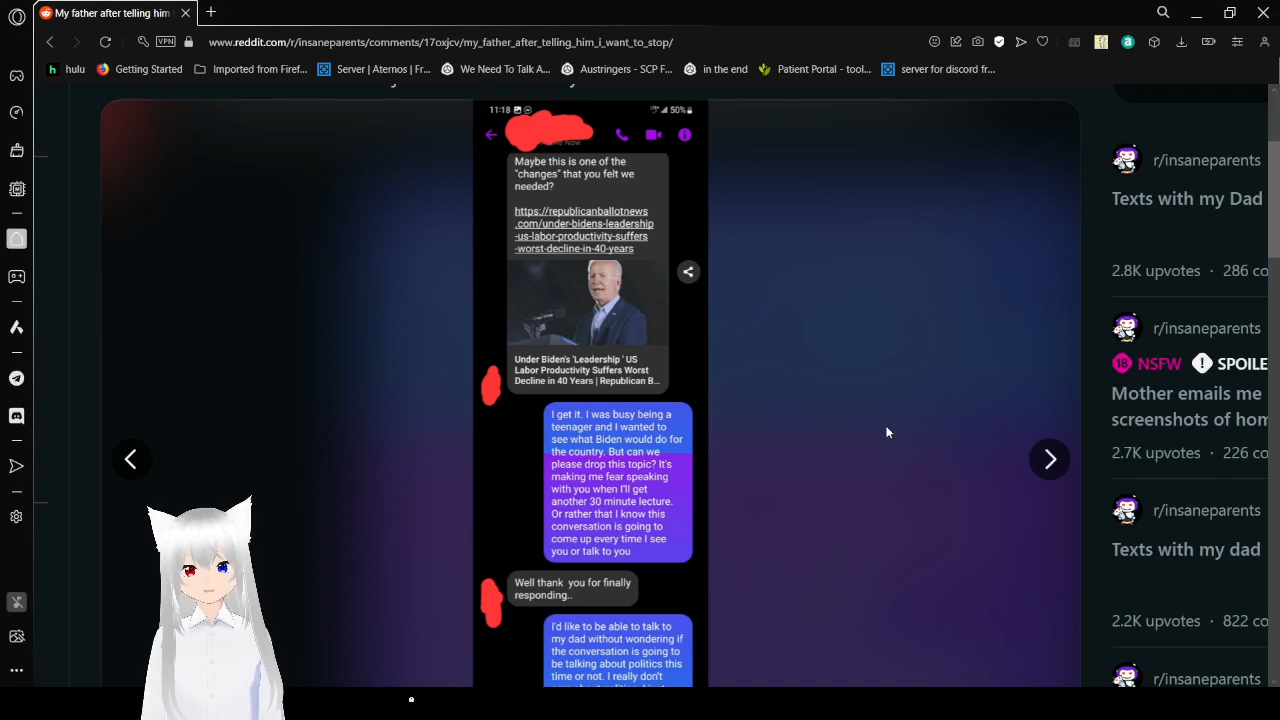 My father after telling him
www.reddit.com/r/insaneparents/comments/17oxjcv/my_father_after_telling_him_i_want_to_stop/
VPN
hulu
Getting Started
Imported from Firef...
Server | Aternos | Fr...
We Need To Talk A...
Austringers - SCP F...
in the end
Patient Portal - tool...
server for discord fr...
11:18
50%
Now
Maybe this is one of the
"changes" that you felt we
needed?
https://republicanballotnews
.com/under-bidens-leadership
-us-labor-productivity-suffers
-worst-decline-in-40-years
Under Biden's 'Leadership ' US
Labor Productivity Suffers Worst
Decline in 40 Years | Republican B...
I get it. I was busy being a
teenager and I wanted to
see what Biden would do for
the country. But can we
please drop this topic? It's
making me fear speaking
with you when I'll get
another 30 minute lecture.
Or rather that I know this
conversation is going to
come up every time I see
you or talk to you
Well thank you for finally
responding..
I'd like to be able to talk to
my dad without wondering if
the conversation is going to
be talking about politics this
time or not. I really don't
r/insaneparents
Texts with my Dad
2.8K upvotes · 286 co
r/insaneparents
18 NSFW ! SPOILE
Mother emails me
screenshots of hom
2.7K upvotes · 226 co
r/insaneparents
Texts with my dad
2.2K upvotes · 822 co
r/insaneparents